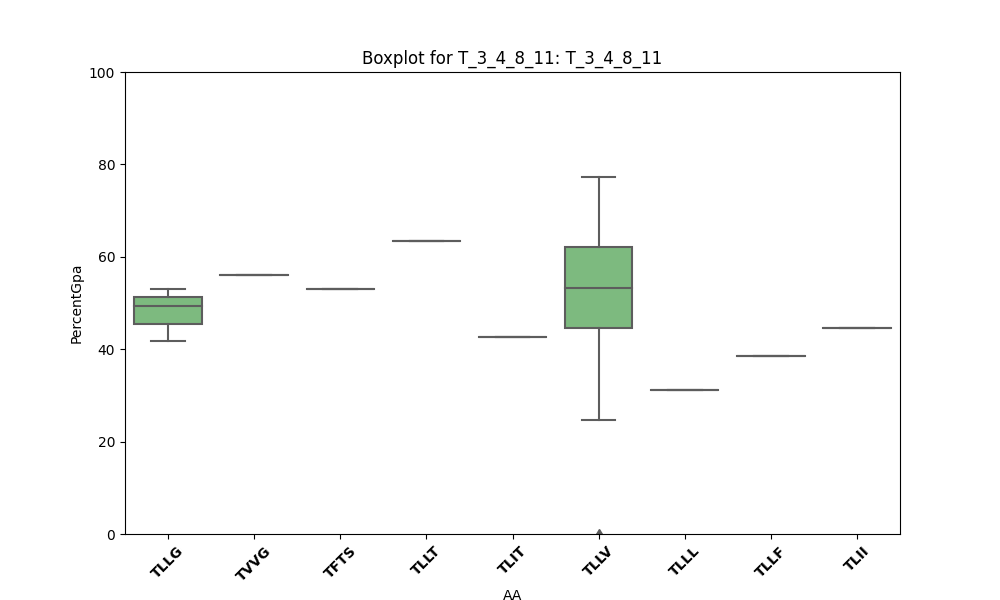 Boxplot for T_3_4_8_11: T_3_4_8_11
100
80
60
40
20
0
PercentGpa
TLLG
TVVG
TFTS
TLLT
TLIT
TLLV
TLLL
TLLF
TLII
AA